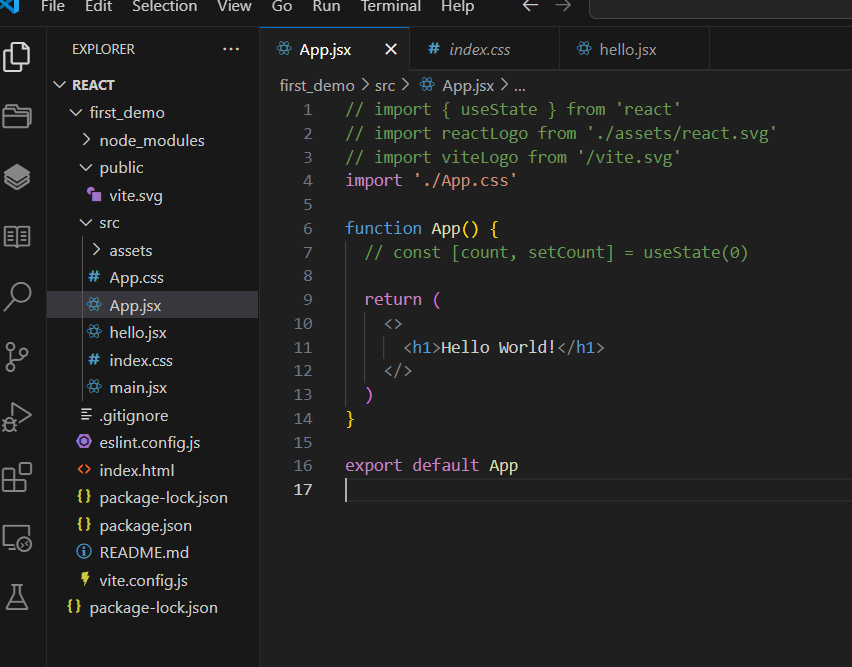 File Edit Selection View Go Run Terminal Help
EXPLORER
REACT
first_demo
node_modules
public
vite.svg
src
assets
App.css
App.jsx
hello.jsx
index.css
main.jsx
.gitignore
eslint.config.js
index.html
package-lock.json
package.json
README.md
vite.config.js
package-lock.json
App.jsx index.css hello.jsx
first_demo > src > App.jsx > ...
1 // import { useState } from 'react'
2 // import reactLogo from './assets/react.svg'
3 // import viteLogo from '/vite.svg'
4 import './App.css'
5
6 function App() {
7 // const [count, setCount] = useState(0)
8
9 return (
10 <>
11 <h1>Hello World!</h1>
12 </>
13 )
14 }
15
16 export default App
17